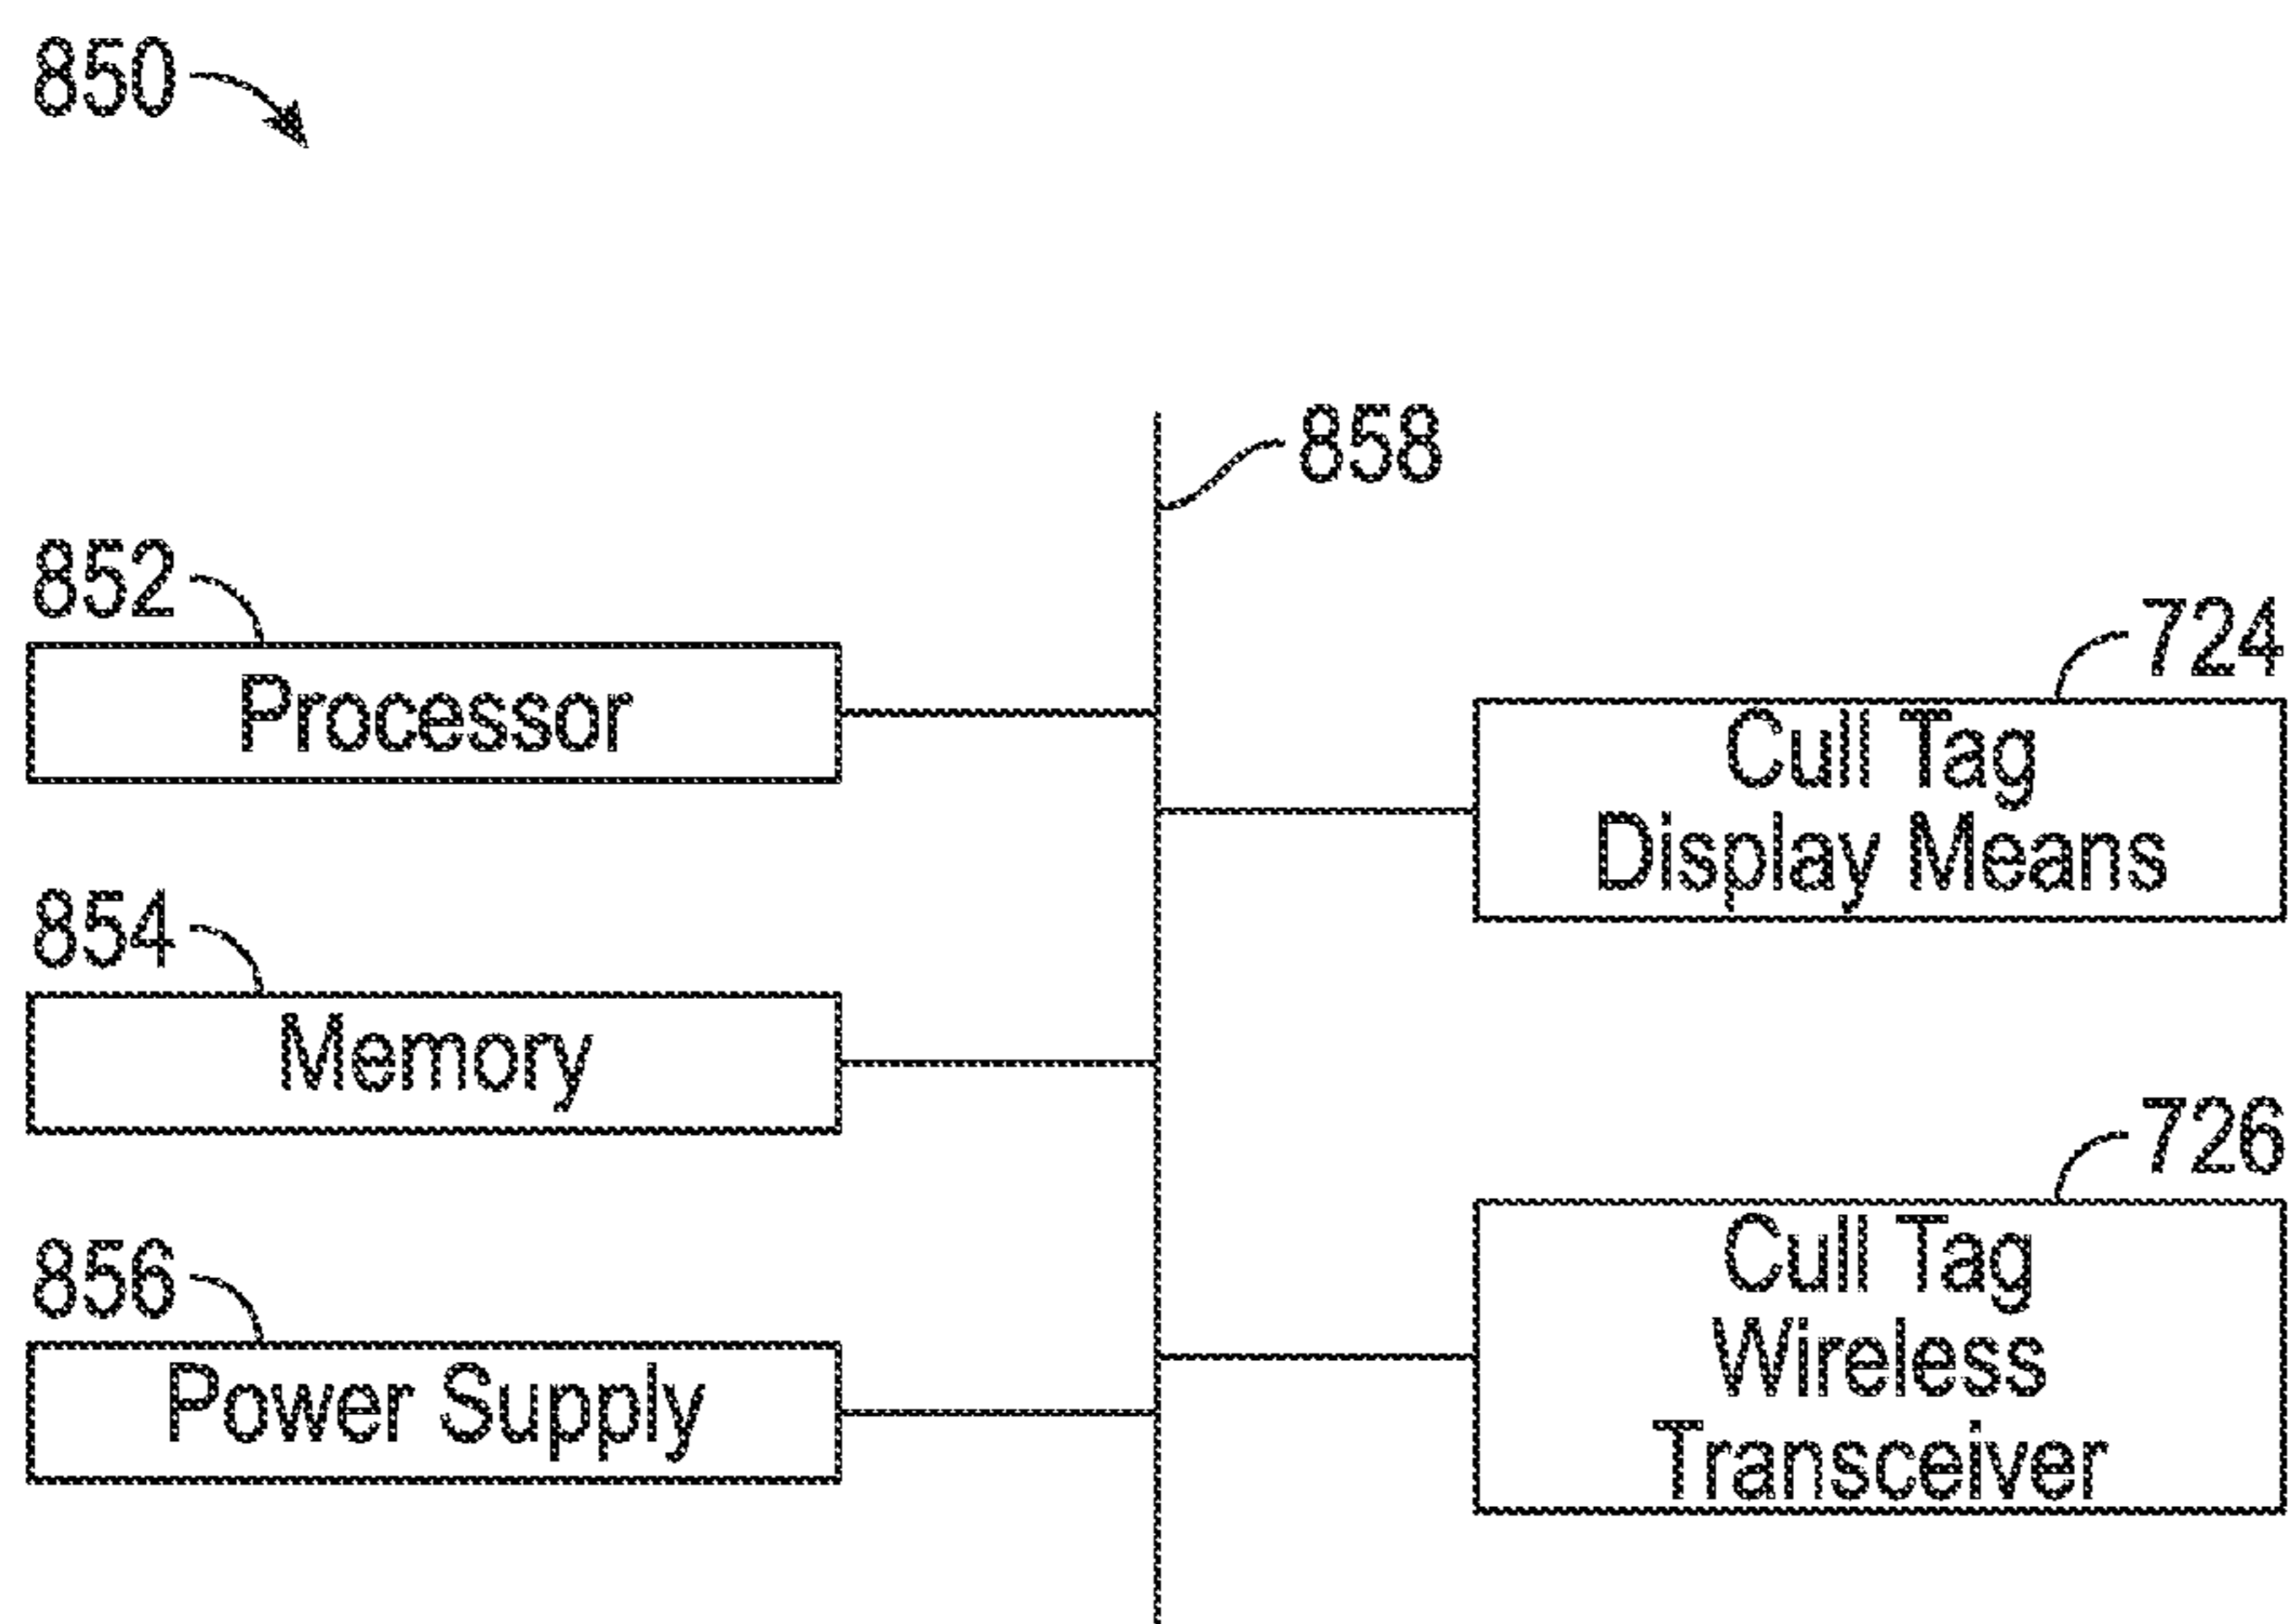 850
858
852
Processor
724
Cull Tag
Display Means
854
Memory
726
Cull Tag
Wireless
Transceiver
856
Power Supply